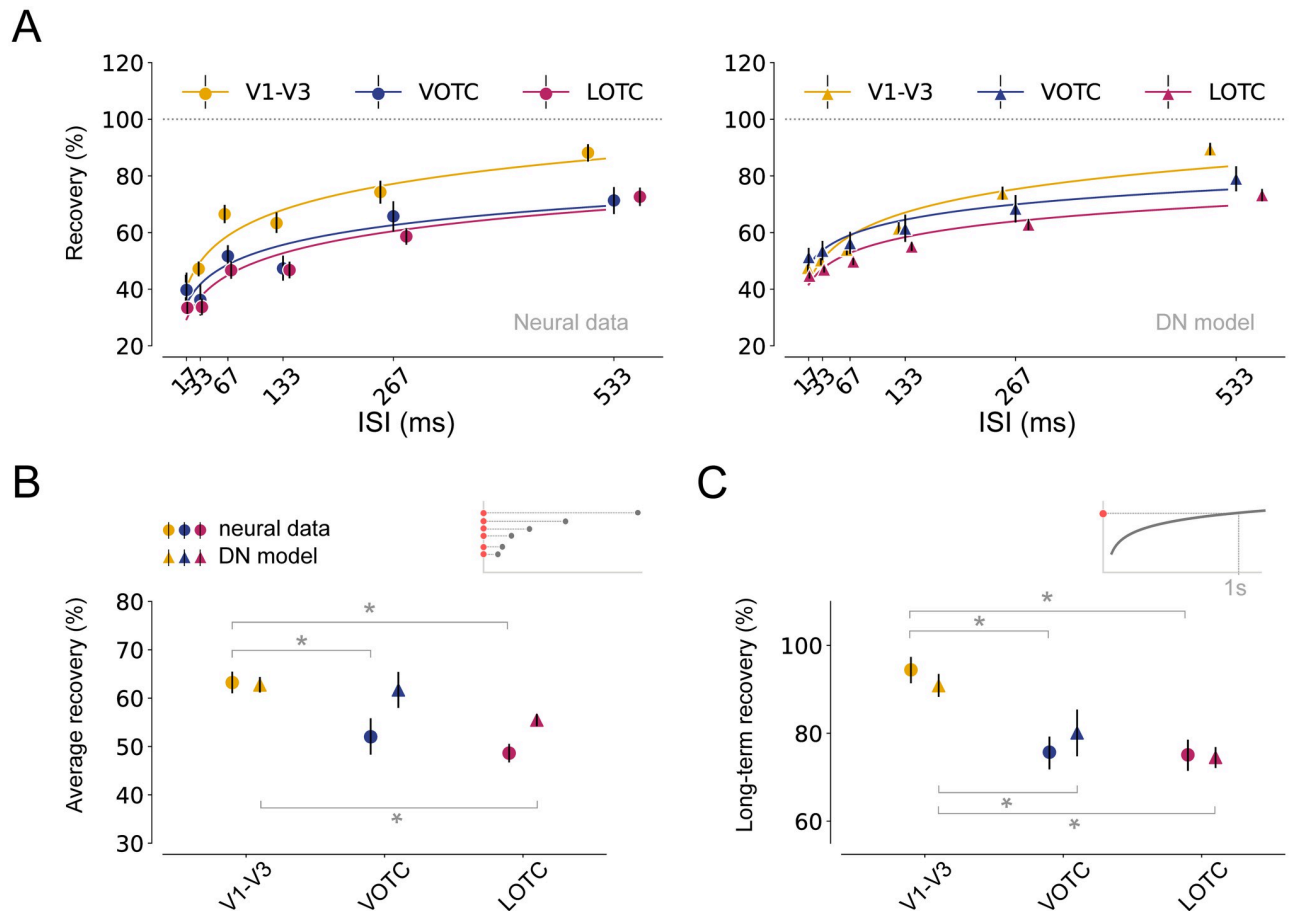 A
120
100
80
60
40
20
Recovery (%)
V1-V3 VOTC LOTC
Neural data
17 33 67 133 267 533
ISI (ms)
120
100
80
60
40
20
V1-V3 VOTC LOTC
DN model
17 33 67 133 267 533
ISI (ms)
B
neural data
DN model
80
70
60
50
40
30
Average recovery (%)
*
*
*
V1-V3 VOTC LOTC
C
1s
100
80
60
Long-term recovery (%)
*
*
*
*
V1-V3 VOTC LOTC